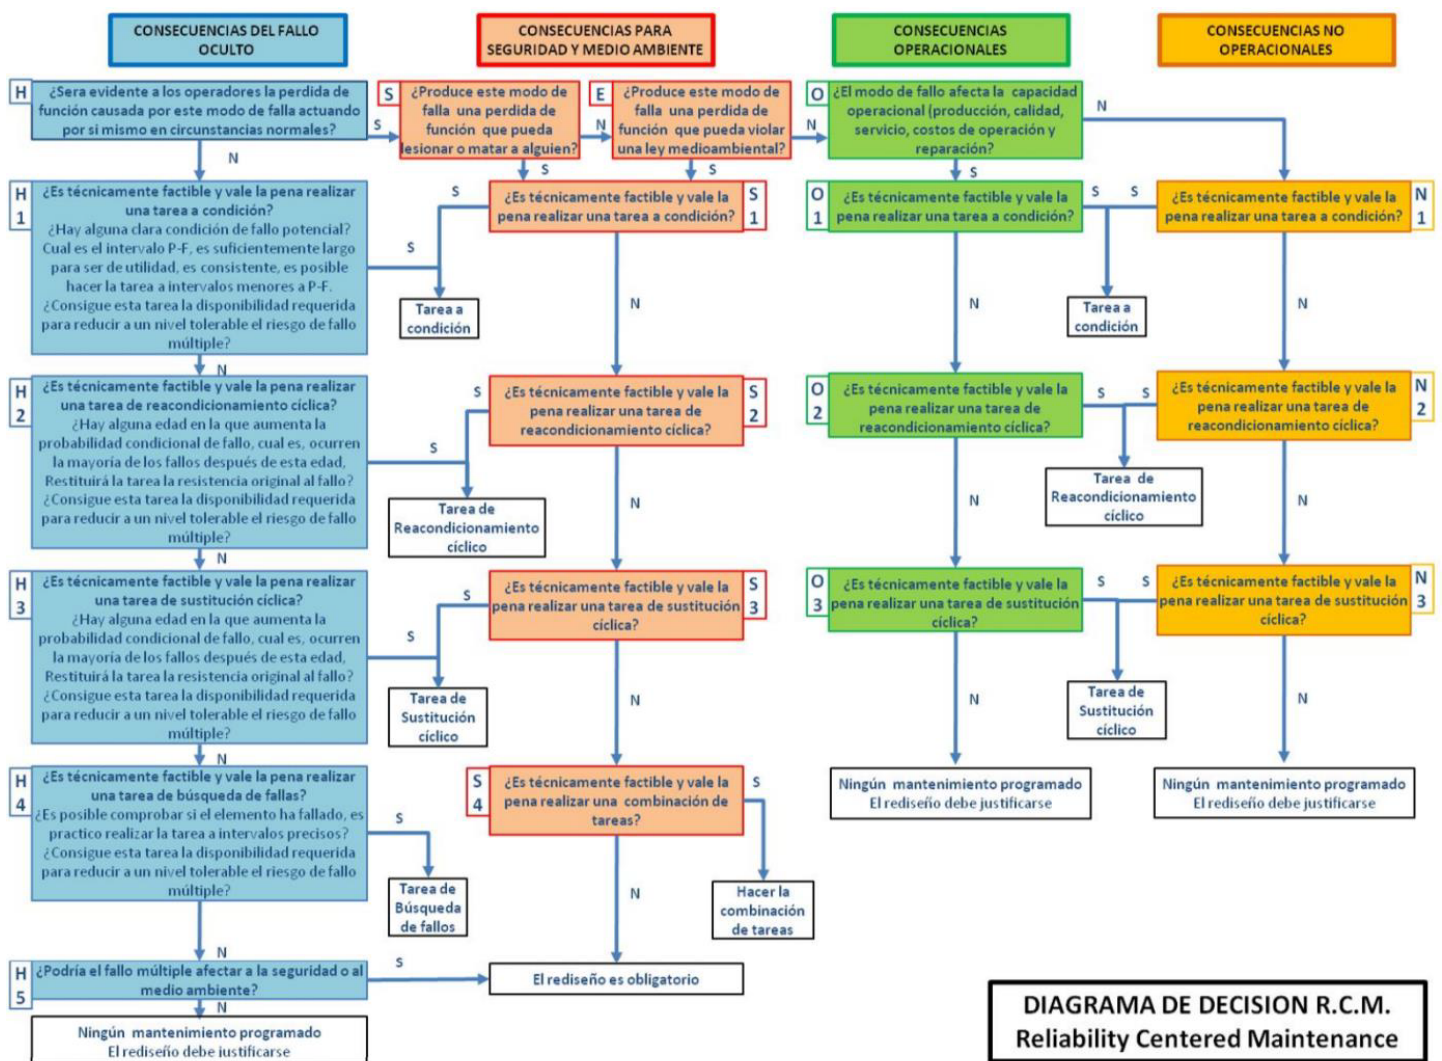 CONSECUENCIAS DEL FALLO
OCULTO
CONSECUENCIAS PARA
SEGURIDAD Y MEDIO AMBIENTE
CONSECUENCIAS
OPERACIONALES
CONSECUENCIAS NO
OPERACIONALES
H
¿Sera evidente a los operadores la perdida de
función causada por este modo de falla actuando
por si mismo en circunstancias normales?
S
S
¿Produce este modo de
falla una perdida de
función que pueda
lesionar o matar a alguien?
N
E
¿Produce este modo de
falla una perdida de
función que pueda violar
una ley medioambiental?
N
O
¿El modo de fallo afecta la capacidad
operacional (producción, calidad,
servicio, costos de operación y
reparación?
N
N
S
S
S
H
1
¿Es técnicamente factible y vale la pena realizar
una tarea a condición?
¿Hay alguna clara condición de fallo potencial?
Cual es el intervalo P-F, es suficientemente largo
para ser de utilidad, es consistente, es posible
hacer la tarea a intervalos menores a P-F.
¿Consigue esta tarea la disponibilidad requerida
para reducir a un nivel tolerable el riesgo de fallo
múltiple?
S
S
¿Es técnicamente factible y vale la
pena realizar una tarea a condición?
S
1
O
1
¿Es técnicamente factible y vale la
pena realizar una tarea a condición?
S
S
¿Es técnicamente factible y vale la
pena realizar una tarea a condición?
N
1
Tarea a
condición
Tarea a
condición
N
N
N
N
H
2
¿Es técnicamente factible y vale la pena realizar
una tarea de reacondicionamiento cíclica?
¿Hay alguna edad en la que aumenta la
probabilidad condicional de fallo, cual es, ocurren
la mayoría de los fallos después de esta edad,
Restituirá la tarea la resistencia original al fallo?
¿Consigue esta tarea la disponibilidad requerida
para reducir a un nivel tolerable el riesgo de fallo
múltiple?
S
S
¿Es técnicamente factible y vale la
pena realizar una tarea de
reacondicionamiento cíclica?
S
2
O
2
¿Es técnicamente factible y vale la
pena realizar una tarea de
reacondicionamiento cíclica?
S
S
¿Es técnicamente factible y vale la
pena realizar una tarea de
reacondicionamiento cíclica?
N
2
Tarea de
Reacondicionamiento
cíclico
Tarea de
Reacondicionamiento
cíclico
N
N
N
N
H
3
¿Es técnicamente factible y vale la pena realizar
una tarea de sustitución cíclica?
¿Hay alguna edad en la que aumenta la
probabilidad condicional de fallo, cual es, ocurren
la mayoría de los fallos después de esta edad,
Restituirá la tarea la resistencia original al fallo?
¿Consigue esta tarea la disponibilidad requerida
para reducir a un nivel tolerable el riesgo de fallo
múltiple?
S
S
¿Es técnicamente factible y vale la
pena realizar una tarea de sustitución
cíclica?
S
3
O
3
¿Es técnicamente factible y vale la
pena realizar una tarea de sustitución
cíclica?
S
S
¿Es técnicamente factible y vale la
pena realizar una tarea de sustitución
cíclica?
N
3
Tarea de
Sustitución
cíclico
Tarea de
Sustitución
cíclico
N
N
N
N
H
4
¿Es técnicamente factible y vale la pena realizar
una tarea de búsqueda de fallas?
¿Es posible comprobar si el elemento ha fallado, es
practico realizar la tarea a intervalos precisos?
¿Consigue esta tarea la disponibilidad requerida
para reducir a un nivel tolerable el riesgo de fallo
múltiple?
S
S
4
¿Es técnicamente factible y vale la
pena realizar una combinación de
tareas?
S
Ningún mantenimiento programado
El rediseño debe justificarse
Ningún mantenimiento programado
El rediseño debe justificarse
Tarea de
Búsqueda
de fallos
Hacer la
combinación
de tareas
N
N
H
5
¿Podría el fallo múltiple afectar a la seguridad o al
medio ambiente?
S
El rediseño es obligatorio
N
Ningún mantenimiento programado
El rediseño debe justificarse
DIAGRAMA DE DECISION R.C.M.
Reliability Centered Maintenance